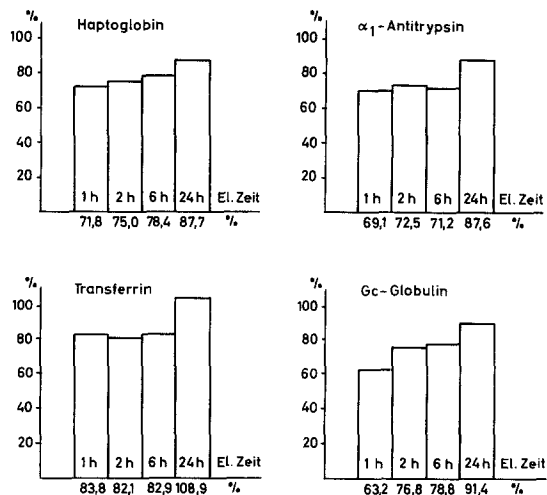 Haptoglobin
%
100
80
60
40
20
1 h 2 h 6 h 24 h El. Zeit
71,8 75,0 78,4 87,7 %
α1-Antitrypsin
%
100
80
60
40
20
1 h 2 h 6 h 24 h El. Zeit
69,1 72,5 71,2 87,6 %
Transferrin
%
100
80
60
40
20
1 h 2 h 6 h 24 h El. Zeit
83,8 82,1 82,9 108,9 %
Gc-Globulin
%
100
80
60
40
20
1 h 2 h 6 h 24 h El. Zeit
63,2 76,8 78,8 91,4 %